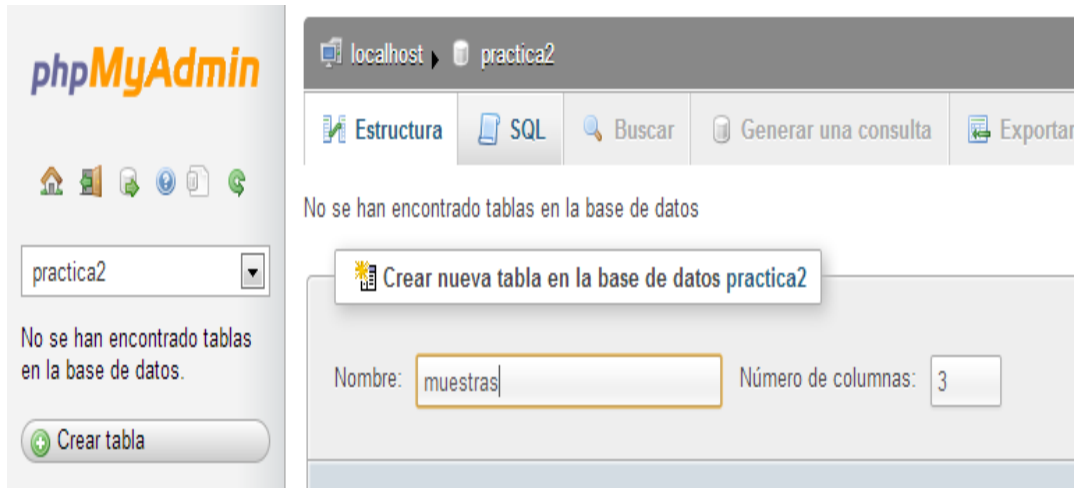 phpMyAdmin
practica2
No se han encontrado tablas
en la base de datos.
Crear tabla
localhost practica2
Estructura SQL Buscar Generar una consulta Exportar
No se han encontrado tablas en la base de datos
Crear nueva tabla en la base de datos practica2
Nombre: muestras Número de columnas: 3